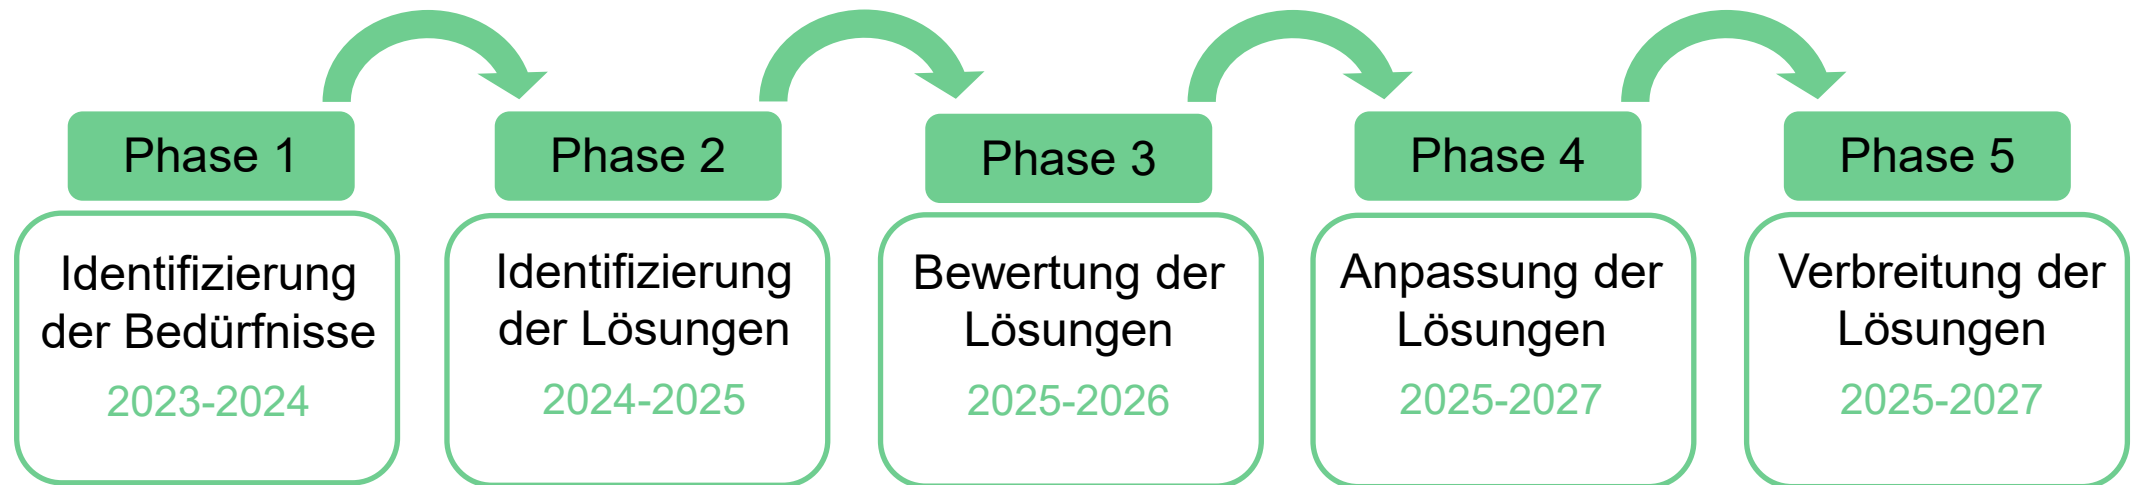 Phase 1
Identifizierung
der Bedürfnisse
2023-2024
Phase 2
Identifizierung
der Lösungen
2024-2025
Phase 3
Bewertung der
Lösungen
2025-2026
Phase 4
Anpassung der
Lösungen
2025-2027
Phase 5
Verbreitung der
Lösungen
2025-2027